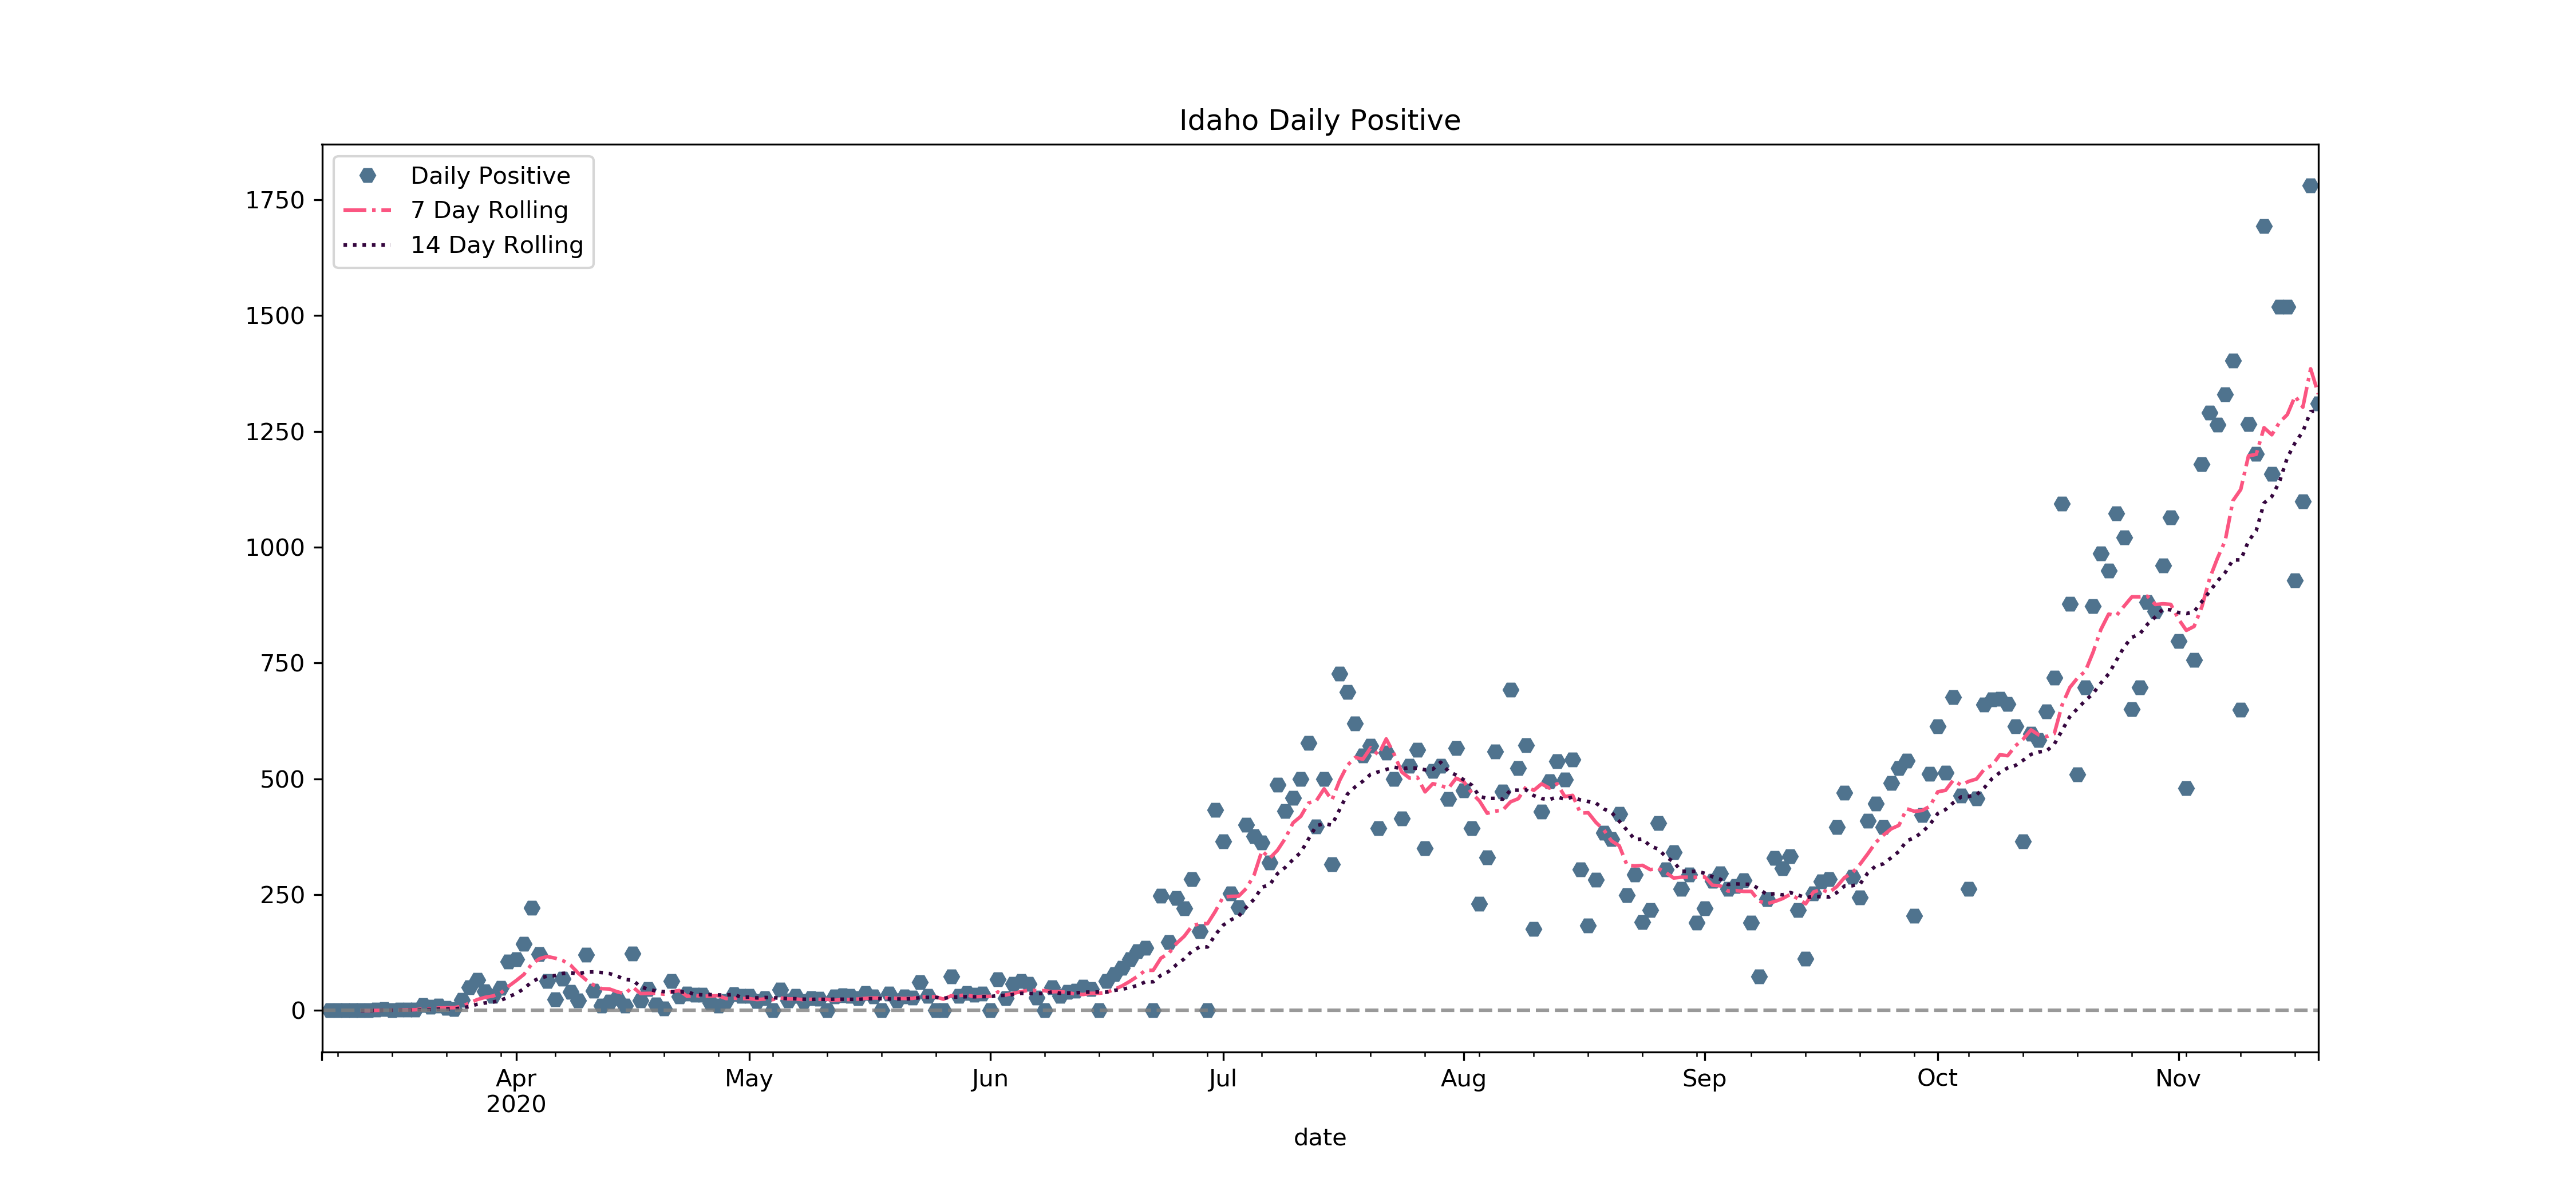 Idaho Daily Positive
Daily Positive
7 Day Rolling
14 Day Rolling
1750
1500
1250
1000
750
500
250
0
Apr May Jun Jul Aug Sep Oct Nov
2020
date